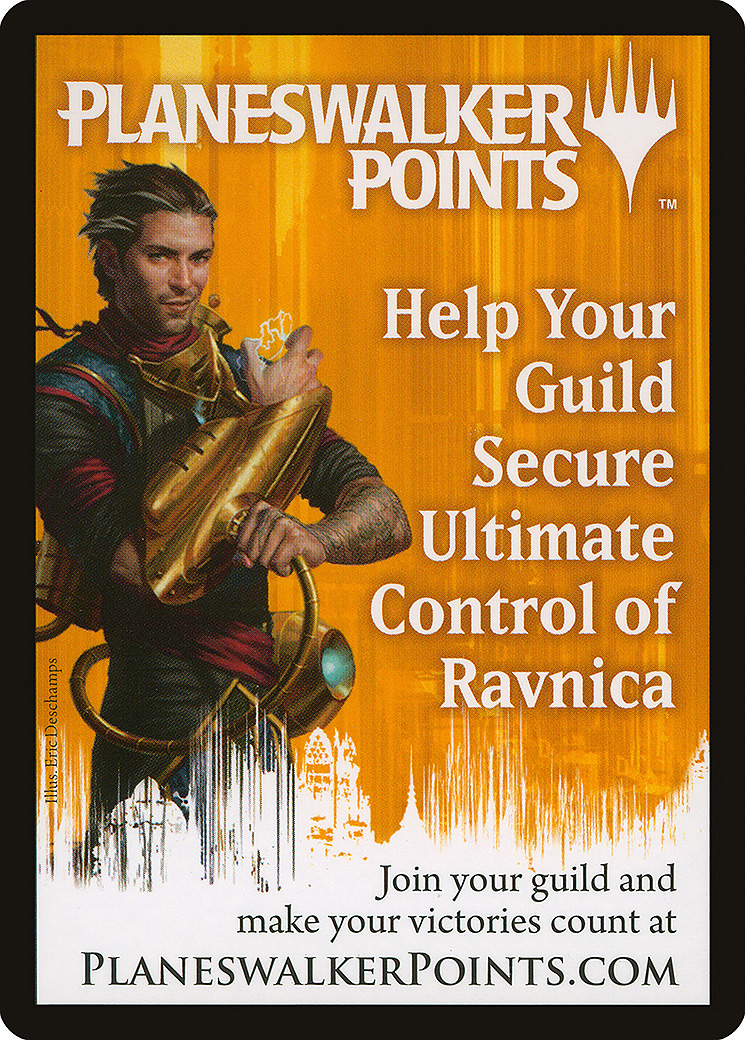 PLANESWALKER
POINTS
™
Help Your
Guild
Secure
Ultimate
Control of
Ravnica
Illus. Eric Deschamps
Join your guild and
make your victories count at
PLANESWALKERPOINTS.COM